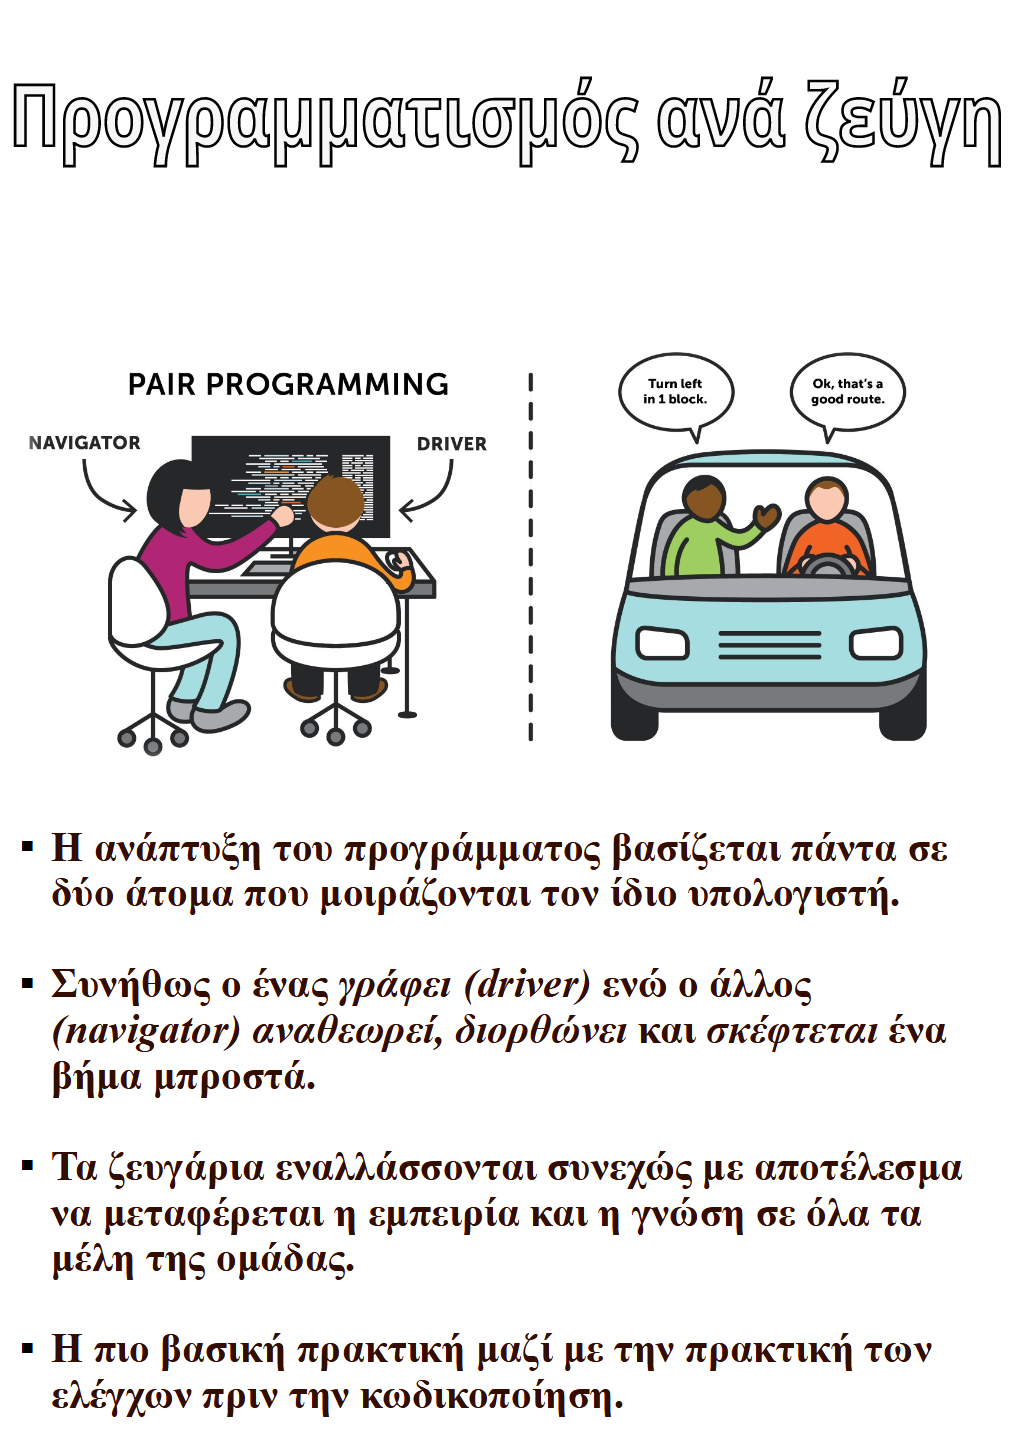 Προγραμματισμός ανά ζεύγη
PAIR PROGRAMMING
NAVIGATOR
DRIVER
Turn left
in 1 block.
Ok, that's a
good route.
▪ Η ανάπτυξη του προγράμματος βασίζεται πάντα σε
δύο άτομα που μοιράζονται τον ίδιο υπολογιστή.
▪ Συνήθως ο ένας γράφει (driver) ενώ ο άλλος
(navigator) αναθεωρεί, διορθώνει και σκέφτεται ένα
βήμα μπροστά.
▪ Τα ζευγάρια εναλλάσσονται συνεχώς με αποτέλεσμα
να μεταφέρεται η εμπειρία και η γνώση σε όλα τα
μέλη της ομάδας.
▪ Η πιο βασική πρακτική μαζί με την πρακτική των
ελέγχων πριν την κωδικοποίηση.